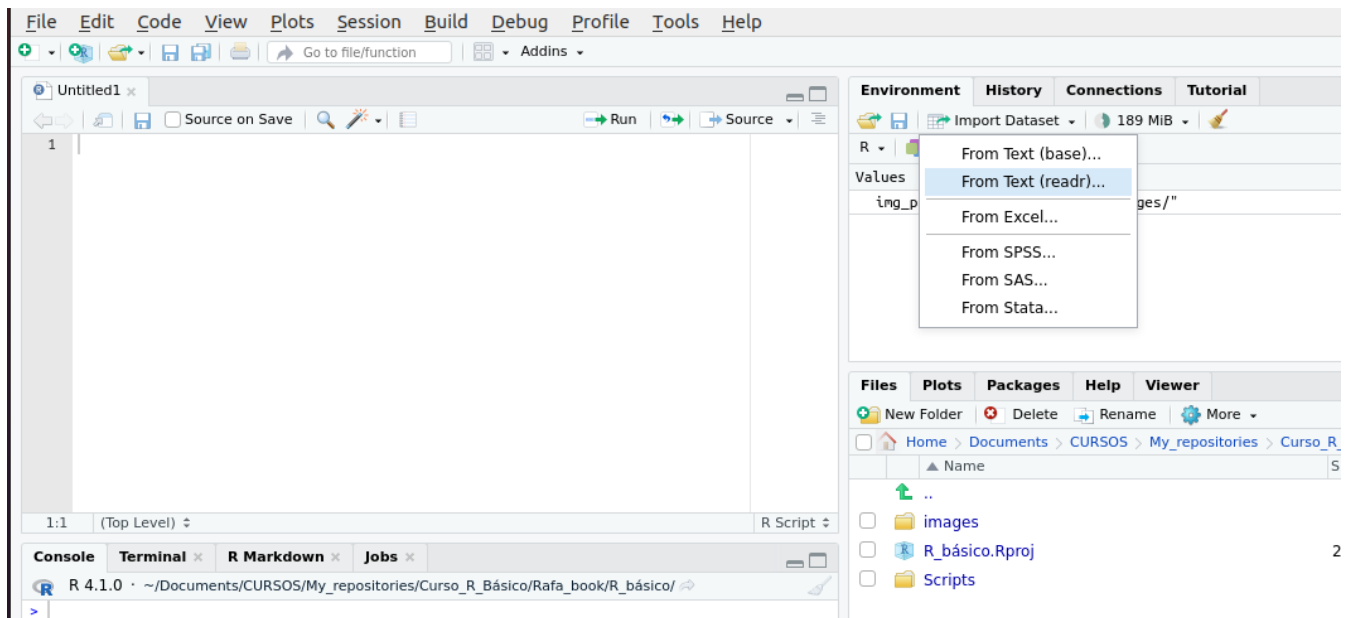 File Edit Code View Plots Session Build Debug Profile Tools Help
Go to file/function Addins
Untitled1
Source on Save Run Source
1
1:1 (Top Level) R Script
Console Terminal R Markdown Jobs
R 4.1.0 · ~/Documents/CURSOS/My_repositories/Curso_R_Básico/Rafa_book/R_básico/
>
Environment History Connections Tutorial
Import Dataset 189 MiB
R
Values
img_p ges/"
From Text (base)...
From Text (readr)...
From Excel...
From SPSS...
From SAS...
From Stata...
Files Plots Packages Help Viewer
New Folder Delete Rename More
Home > Documents > CURSOS > My_repositories > Curso_R_
Name S
..
images
R_básico.Rproj 2
Scripts